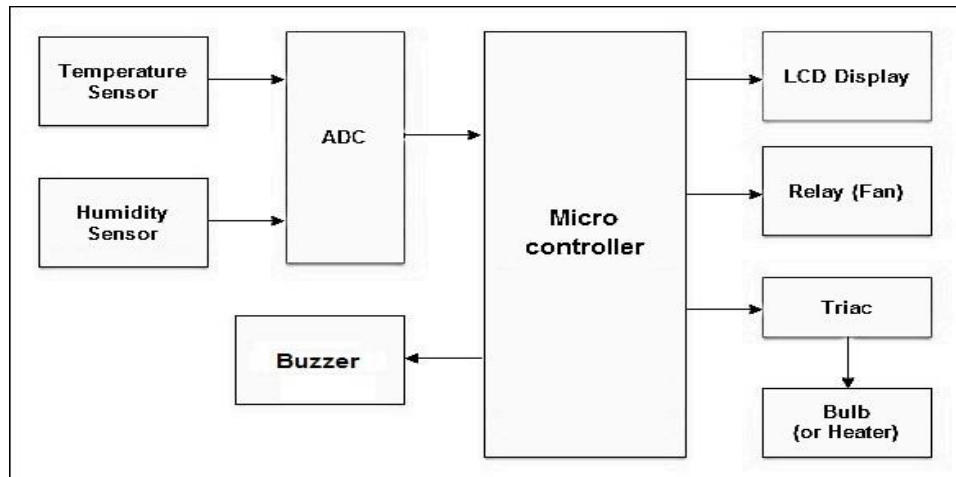 Temperature
Sensor
ADC
Humidity
Sensor
Buzzer
Micro
controller
LCD Display
Relay (Fan)
Triac
Bulb
(or Heater)